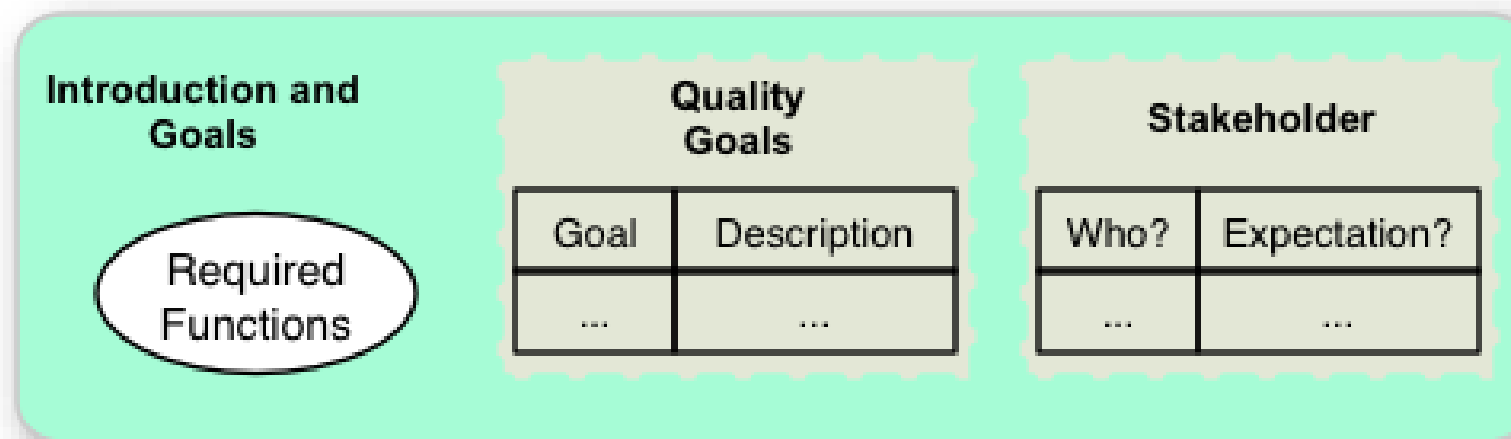 Introduction and
Goals
Required
Functions
Quality
Goals
Goal Description
... ...
Stakeholder
Who? Expectation?
... ...